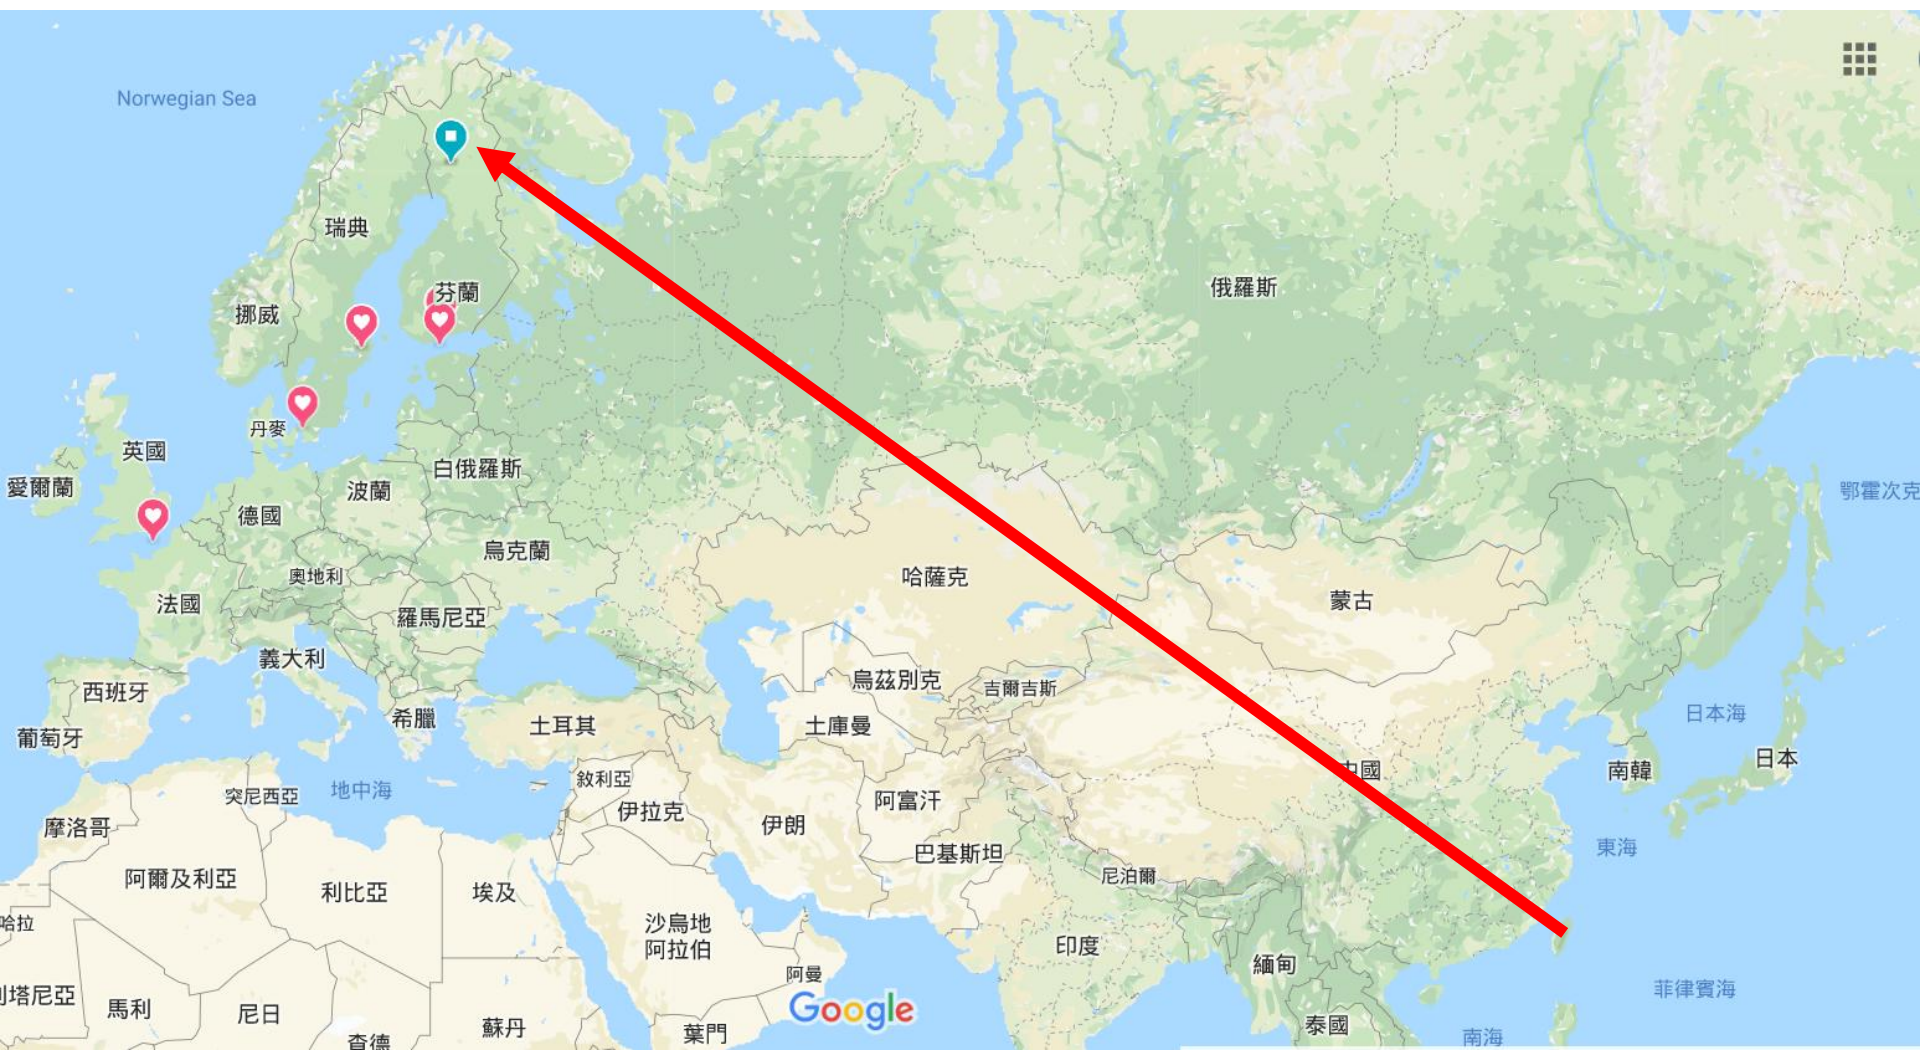 Norwegian Sea
瑞典
俄羅斯
芬蘭
挪威
丹麥
英國
白俄羅斯
愛爾蘭
波蘭
鄂霍次克
德國
烏克蘭
奧地利
哈薩克
法國
蒙古
羅馬尼亞
義大利
烏茲別克
吉爾吉斯
西班牙
日本海
希臘
土耳其
土庫曼
葡萄牙
日本
中國
南韓
敘利亞
地中海
突尼西亞
阿富汗
伊拉克
伊朗
摩洛哥
東海
巴基斯坦
尼泊爾
阿爾及利亞
利比亞
埃及
哈拉
沙烏地
阿拉伯
印度
緬甸
阿曼
塔尼亞
馬利
尼日
菲律賓海
Google
蘇丹
泰國
葉門
南海
查德